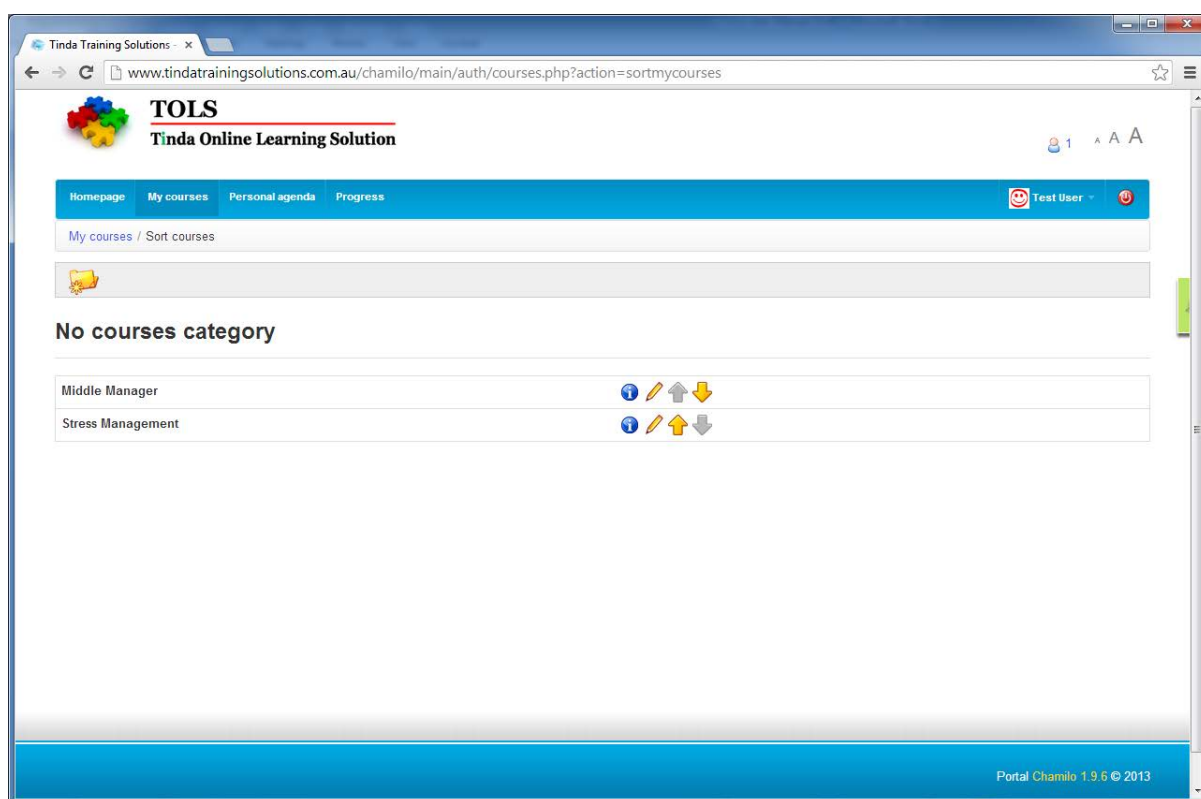 Tinda Training Solutions -
www.tindatrainingsolutions.com.au/chamilo/main/auth/courses.php?action=sortmycourses
TOLS
Tinda Online Learning Solution
1 A A A
Homepage My courses Personal agenda Progress Test User
My courses / Sort courses
No courses category
Middle Manager
Stress Management
Portal Chamilo 1.9.6 © 2013